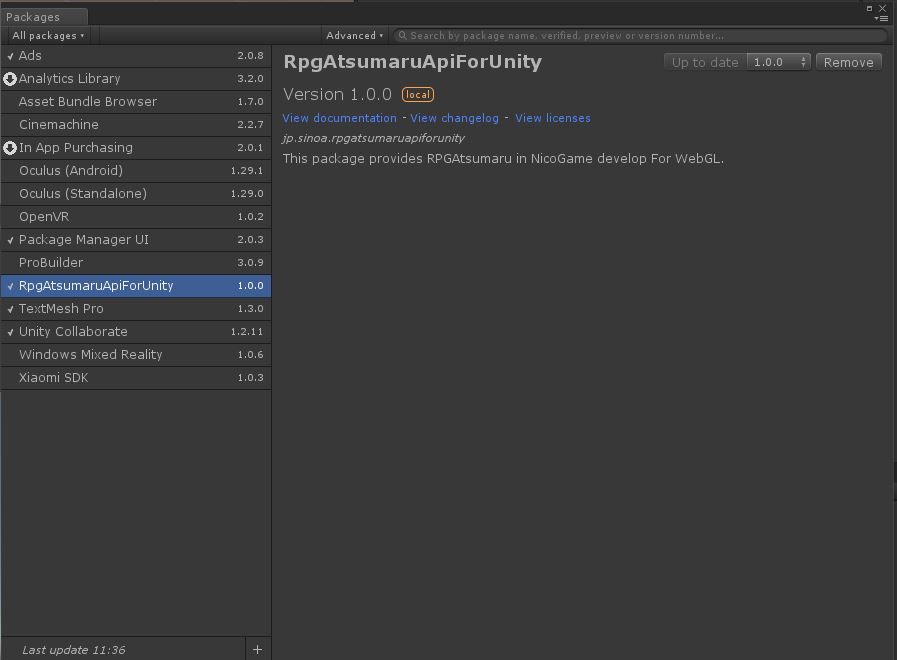 Packages
All packages
Advanced
Search by package name, verified, preview or version number...
Ads 2.0.8
Analytics Library 3.2.0
Asset Bundle Browser 1.7.0
Cinemachine 2.2.7
In App Purchasing 2.0.1
Oculus (Android) 1.29.1
Oculus (Standalone) 1.29.0
OpenVR 1.0.2
Package Manager UI 2.0.3
ProBuilder 3.0.9
RpgAtsumaruApiForUnity 1.0.0
TextMesh Pro 1.3.0
Unity Collaborate 1.2.11
Windows Mixed Reality 1.0.6
Xiaomi SDK 1.0.3
Last update 11:36 +
RpgAtsumaruApiForUnity Up to date 1.0.0 Remove
Version 1.0.0 local
View documentation - View changelog - View licenses
jp.sinoa.rpgatsumaruapiforunity
This package provides RPGAtsumaru in NicoGame develop For WebGL.